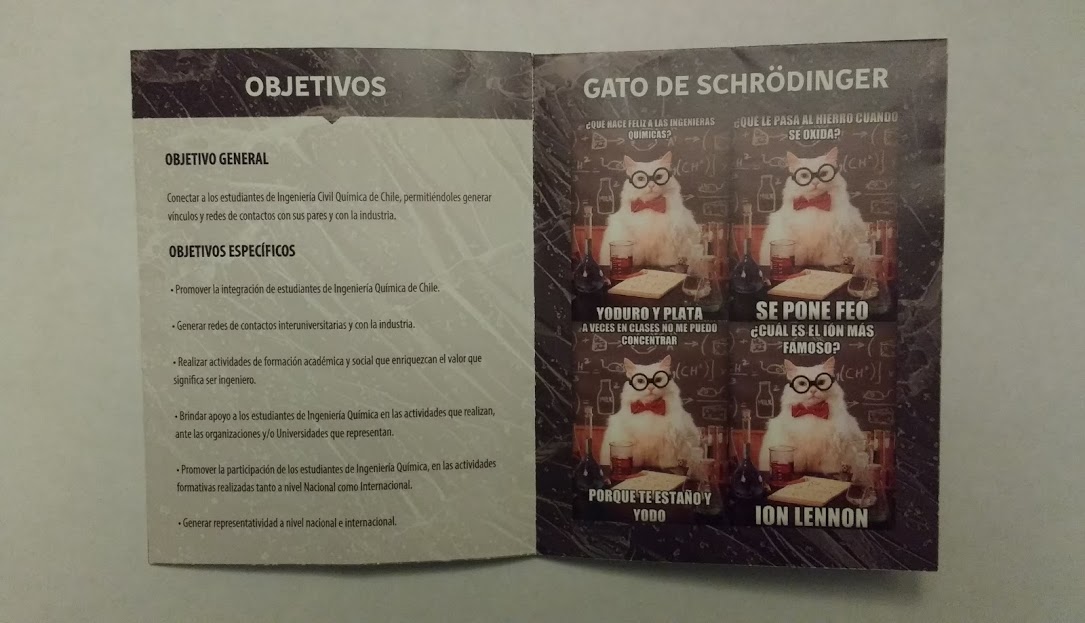 OBJETIVOS
OBJETIVO GENERAL
Conectar a los estudiantes de Ingeniería Civil Química de Chile, permitiéndoles generar
vínculos y redes de contactos con sus pares y con la industria.
OBJETIVOS ESPECÍFICOS
• Promover la integración de estudiantes de Ingeniería Química de Chile.
• Generar redes de contactos interuniversitarias y con la industria.
• Realizar actividades de formación académica y social que enriquezcan el valor que
significa ser ingeniero.
• Brindar apoyo a los estudiantes de Ingeniería Química en las actividades que realizan,
ante las organizaciones y/o Universidades que representan.
• Promover la participación de los estudiantes de Ingeniería Química, en las actividades
formativas realizadas tanto a nivel Nacional como Internacional.
• Generar representatividad a nivel nacional e internacional.
GATO DE SCHRÖDINGER
¿QUE HACE FELIZ A LAS INGENIERAS
QUÍMICAS?
YODURO Y PLATA
¿QUÉ LE PASA AL HIERRO CUANDO
SE OXIDA?
SE PONE FEO
A VECES EN CLASES NO ME PUEDO
CONCENTRAR
PORQUE TE ESTAÑO Y
YODO
¿CUÁL ES EL IÓN MÁS
FAMOSO?
ION LENNON